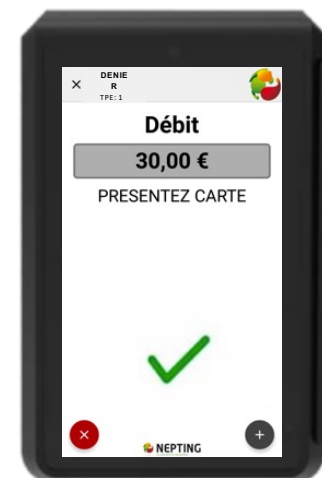 DENIE
R
TPE: 1
Débit
30,00 €
PRESENTEZ CARTE
NEPTING